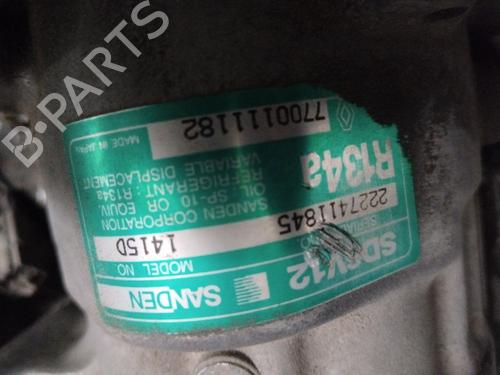 SANDEN SD6V12
MODEL NO. SERIAL NO.
1415D 2227411845
SANDEN CORPORATION
OIL: SP-10 OR EQUIV.
REFRIGERANT: R134a
VARIABLE DISPLACEMENT
R134a
7700111182
MADE IN JAPAN
B-PARTS